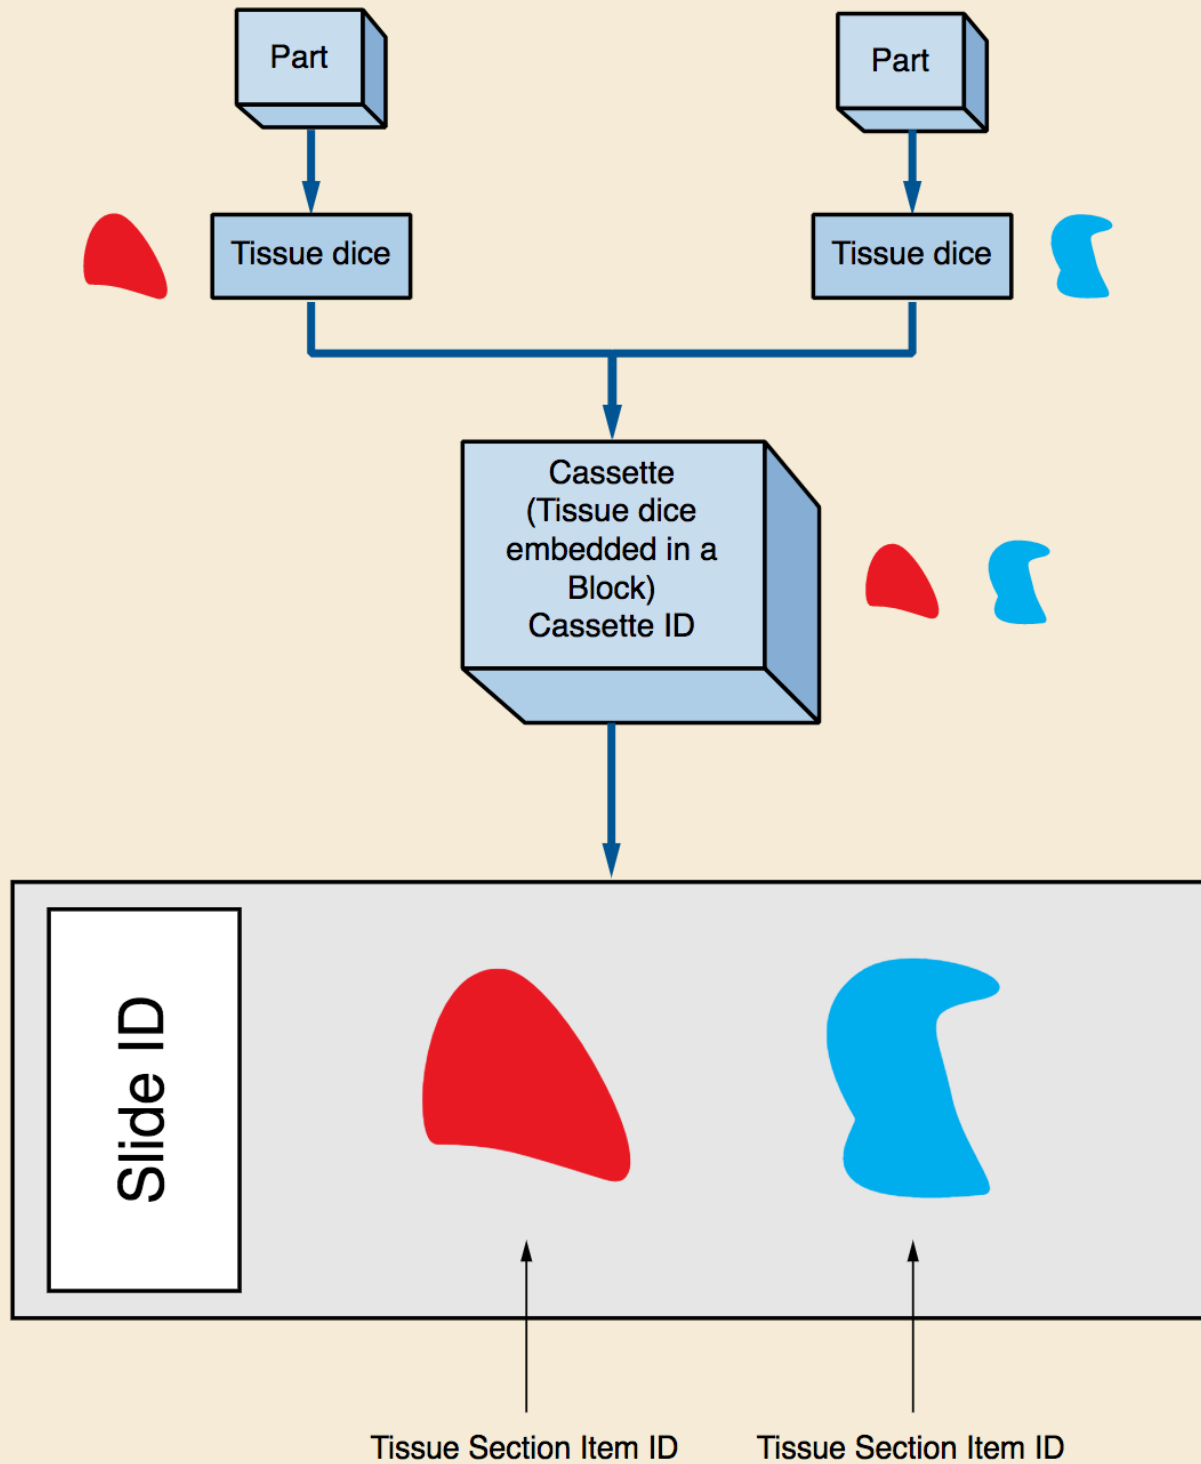 Part
Part
Tissue dice
Tissue dice
Cassette
(Tissue dice
embedded in a
Block)
Cassette ID
Slide ID
Tissue Section Item ID
Tissue Section Item ID